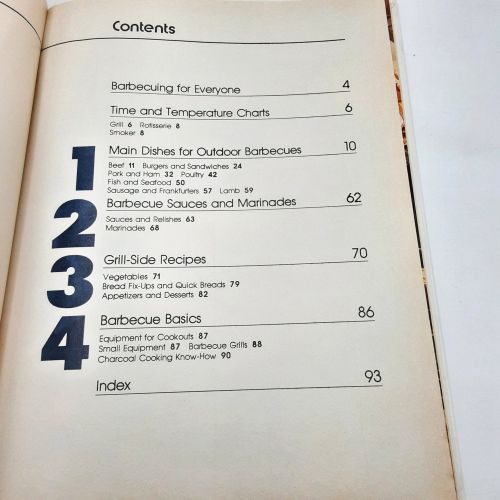 Contents
Barbecuing for Everyone 4
Time and Temperature Charts 6
Grill 6 Rotisserie 8
Smoker 8
1 Main Dishes for Outdoor Barbecues 10
Beef 11 Burgers and Sandwiches 24
Pork and Ham 32 Poultry 42
Fish and Seafood 50
Sausage and Frankfurters 57 Lamb 59
2 Barbecue Sauces and Marinades 62
Sauces and Relishes 63
Marinades 68
3 Grill-Side Recipes 70
Vegetables 71
Bread Fix-Ups and Quick Breads 79
Appetizers and Desserts 82
4 Barbecue Basics 86
Equipment for Cookouts 87
Small Equipment 87 Barbecue Grills 88
Charcoal Cooking Know-How 90
Index 93